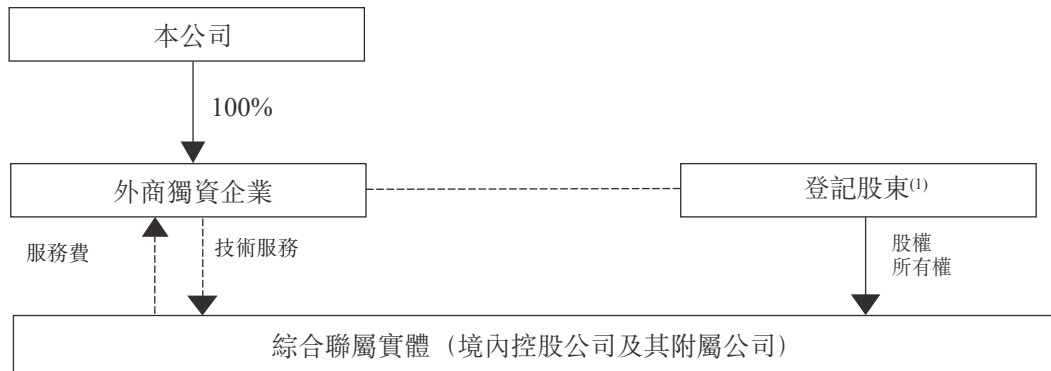 本公司
100%
外商獨資企業
登記股東(1)
服務費
技術服務
股權
所有權
綜合聯屬實體（境內控股公司及其附屬公司）